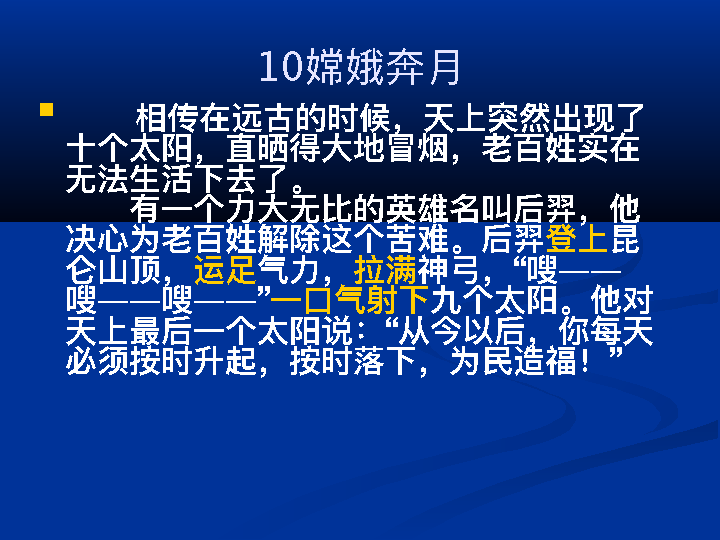 10嫦娥奔月
相传在远古的时候，天上突然出现了
十个太阳，直晒得大地冒烟，老百姓实在
无法生活下去了。
有一个力大无比的英雄名叫后羿，他
决心为老百姓解除这个苦难。后羿登上昆
仑山顶，运足气力，拉满神弓，“嗖——
嗖——嗖——”一口气射下九个太阳。他对
天上最后一个太阳说：“从今以后，你每天
必须按时升起，按时落下，为民造福！”